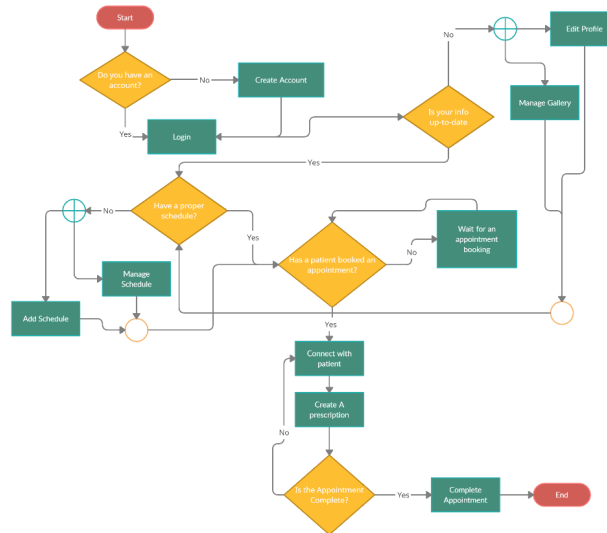 Start
Edit Profile
No
Do you have an
account?
No
Create Account
Manage Gallery
Is your info
up-to-date
Yes
Login
Yes
Have a proper
schedule?
No
Yes
Wait for an
appointment
booking
No
Has a patient booked an
appointment?
Manage
Schedule
Add Schedule
Yes
Connect with
patient
Create A
prescription
No
Is the Appointment
Complete?
Yes
Complete
Appointment
End